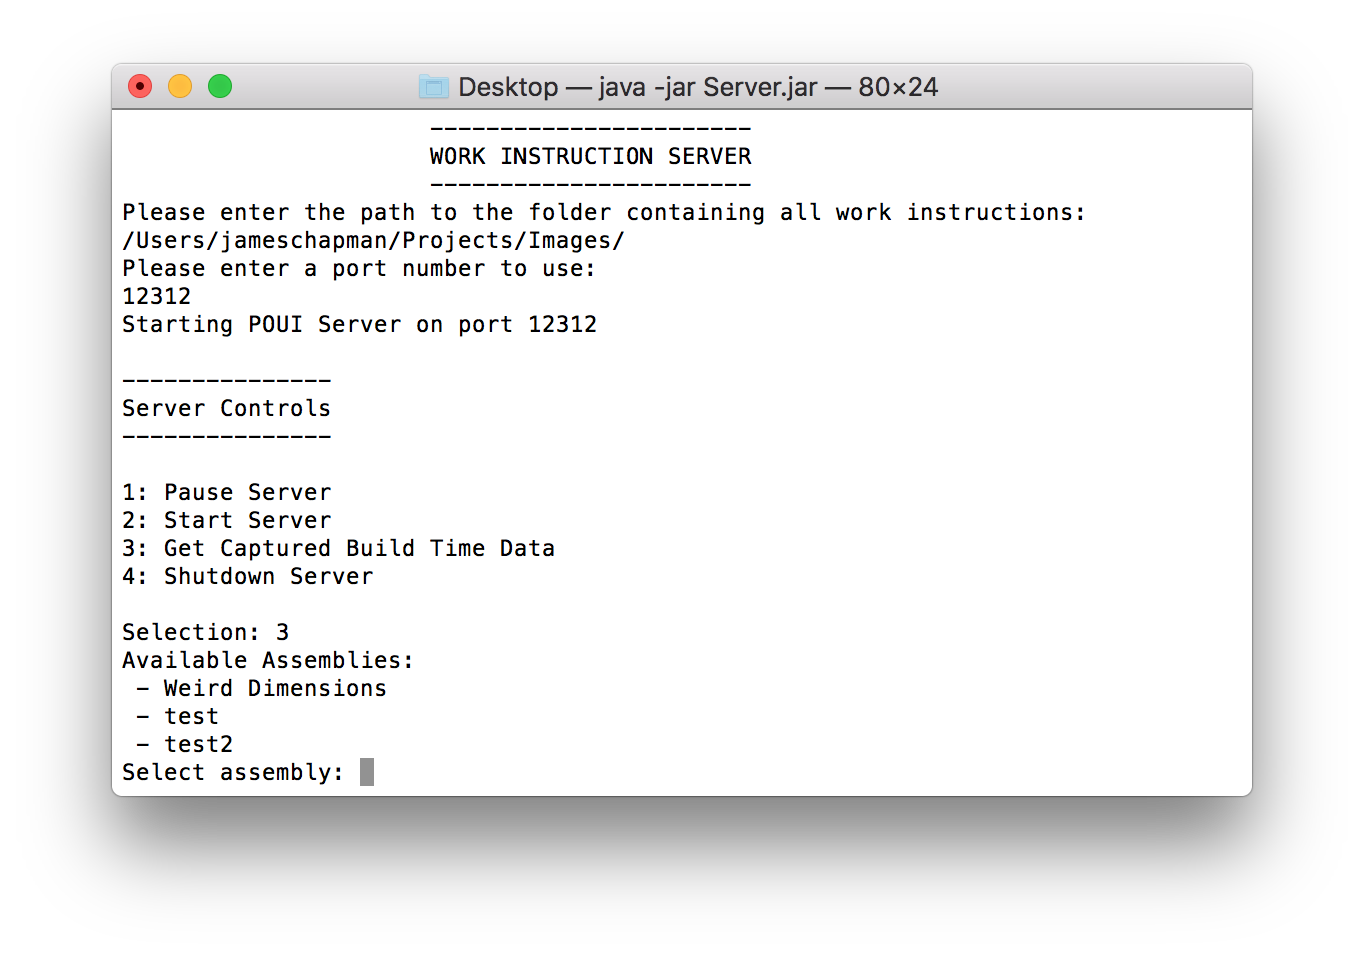 Desktop — java -jar Server.jar — 80×24
-----------------------
WORK INSTRUCTION SERVER
-----------------------
Please enter the path to the folder containing all work instructions:
/Users/jameschapman/Projects/Images/
Please enter a port number to use:
12312
Starting POUI Server on port 12312
---------------
Server Controls
---------------
1: Pause Server
2: Start Server
3: Get Captured Build Time Data
4: Shutdown Server
Selection: 3
Available Assemblies:
- Weird Dimensions
- test
- test2
Select assembly: